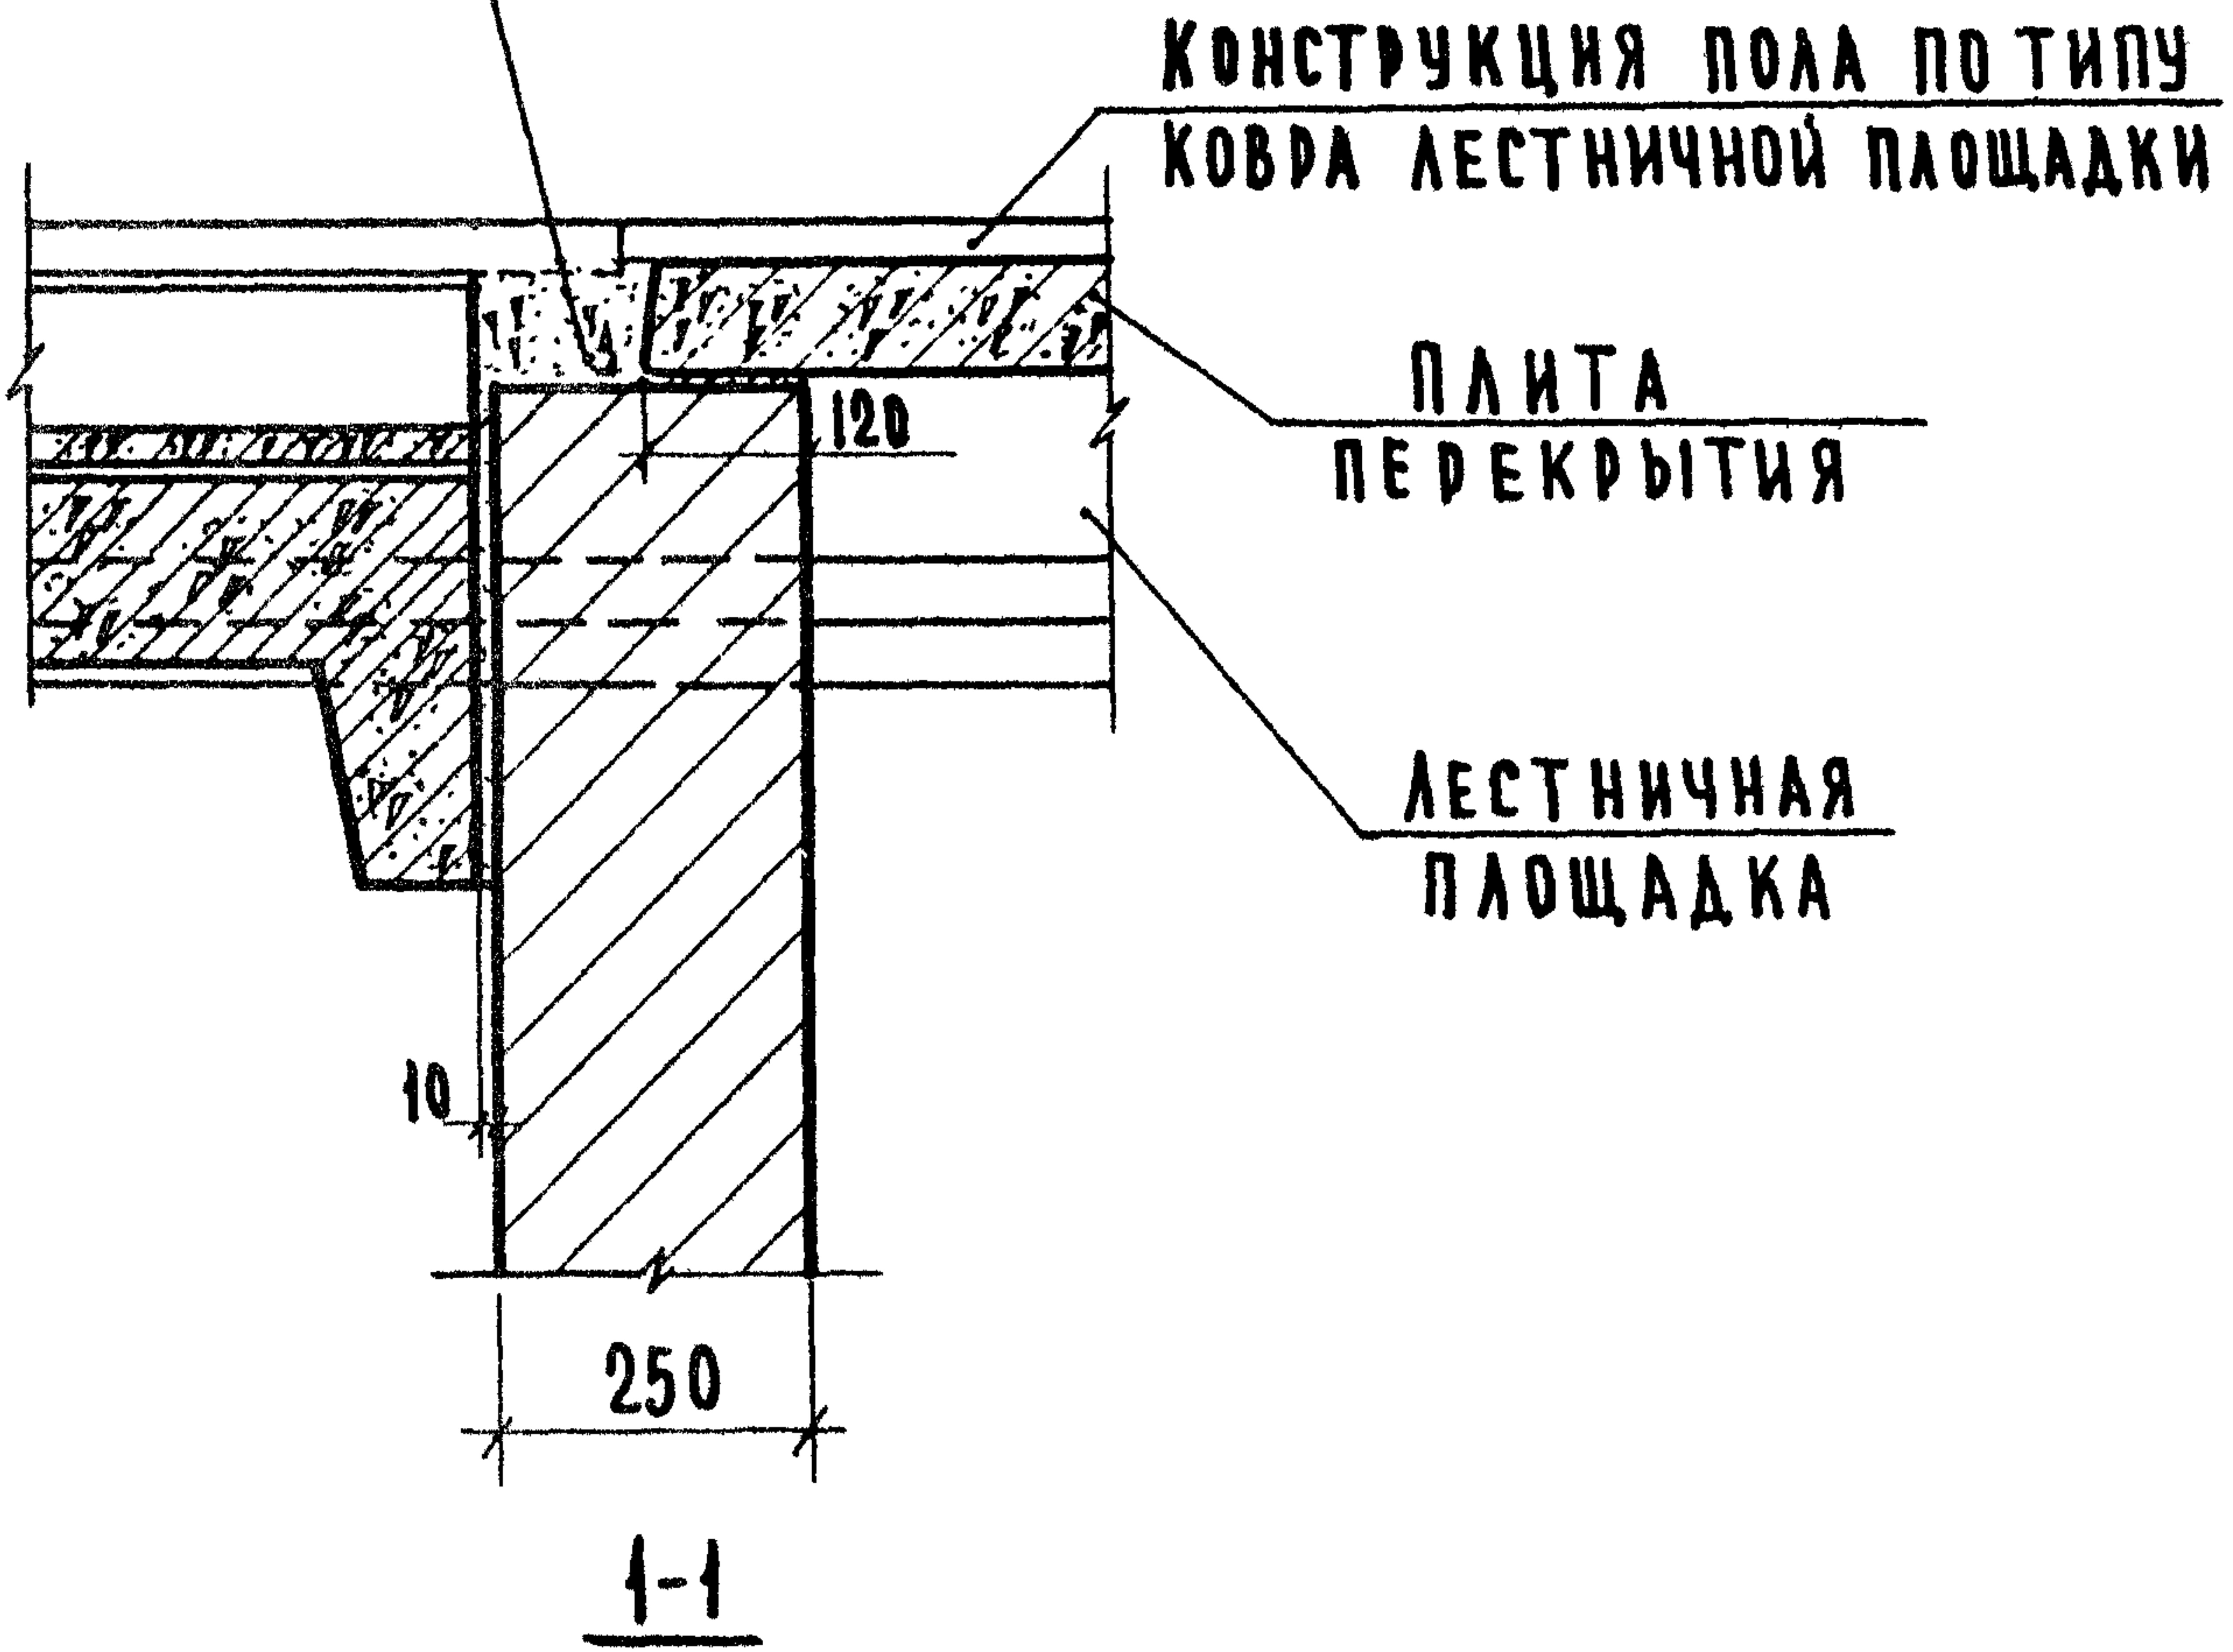 КОНСТРУКЦИЯ ПОЛА ПО ТИПУ
КОВРА ЛЕСТНИЧНОЙ ПЛОЩАДКИ
ПЛИТА
ПЕРЕКРЫТИЯ
120
ЛЕСТНИЧНАЯ
ПЛОЩАДКА
10
250
1-1